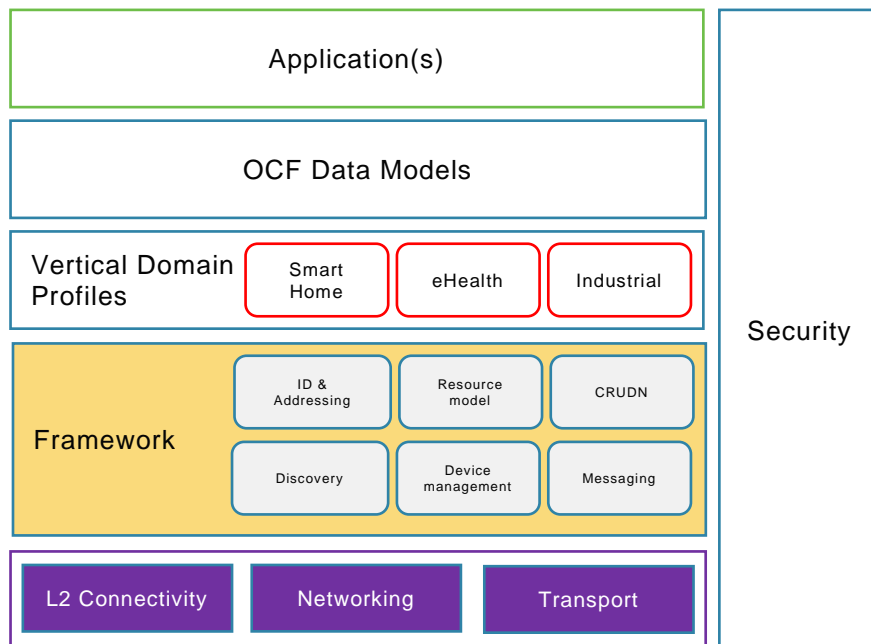 Application(s)
OCF Data Models
Vertical Domain
Profiles
Smart
Home
eHealth
Industrial
Security
Framework
ID &
Addressing
Resource
model
CRUDN
Discovery
Device
management
Messaging
L2 Connectivity
Networking
Transport